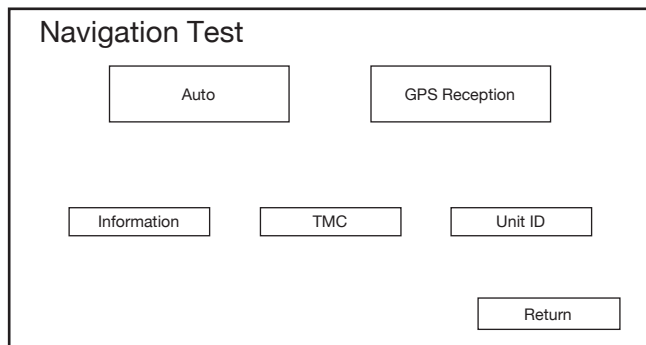 Navigation Test
Auto
GPS Reception
Information
TMC
Unit ID
Return